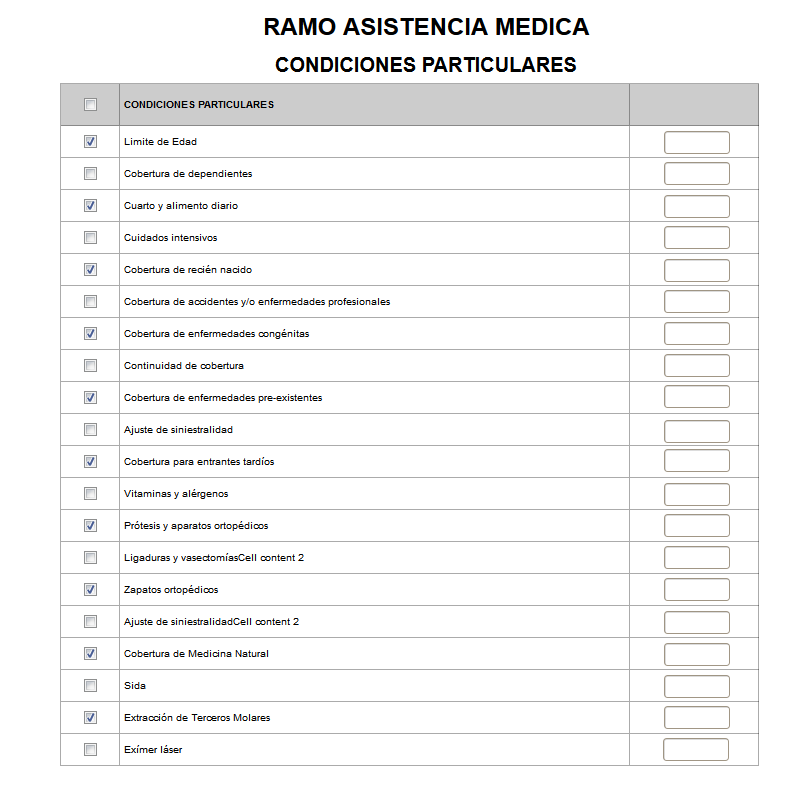 RAMO ASISTENCIA MEDICA
CONDICIONES PARTICULARES
CONDICIONES PARTICULARES
Limite de Edad
Cobertura de dependientes
Cuarto y alimento diario
Cuidados intensivos
Cobertura de recién nacido
Cobertura de accidentes y/o enfermedades profesionales
Cobertura de enfermedades congénitas
Continuidad de cobertura
Cobertura de enfermedades pre-existentes
Ajuste de siniestralidad
Cobertura para entrantes tardíos
Vitaminas y alérgenos
Prótesis y aparatos ortopédicos
Ligaduras y vasectomíasCell content 2
Zapatos ortopédicos
Ajuste de siniestralidadCell content 2
Cobertura de Medicina Natural
Sida
Extracción de Terceros Molares
Exímer láser